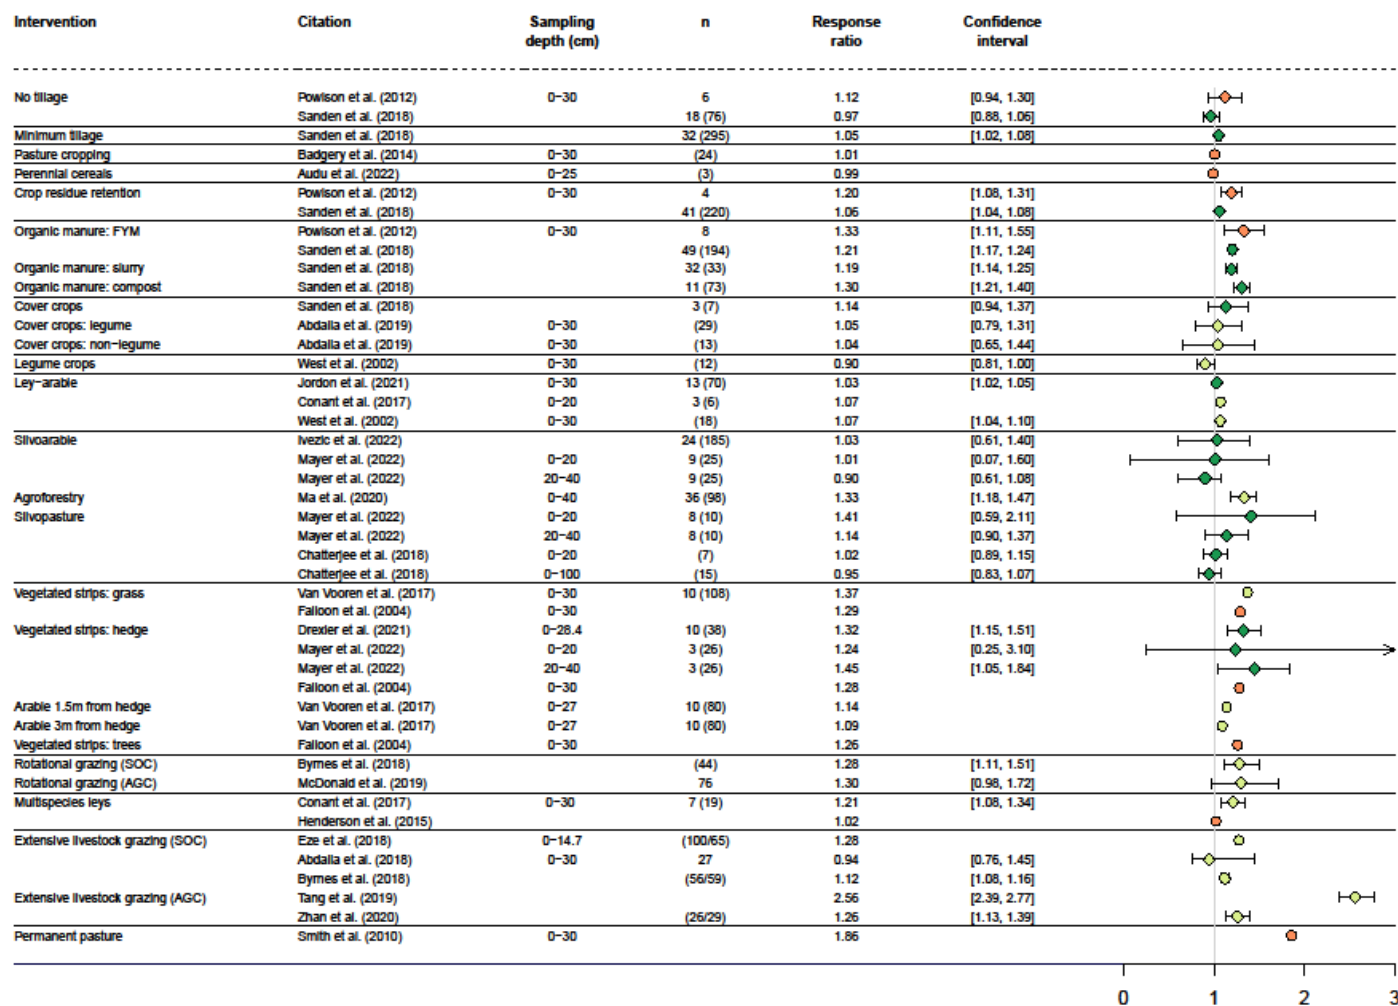 Intervention Citation Sampling depth (cm) n Response ratio Confidence interval
No tillage Powlson et al. (2012) 0-30 6 1.12 [0.94, 1.30]
Sanden et al. (2018) 18 (76) 0.97 [0.88, 1.06]
Minimum tillage Sanden et al. (2018) 32 (295) 1.05 [1.02, 1.08]
Pasture cropping Badgery et al. (2014) 0-30 (24) 1.01
Perennial cereals Audu et al. (2022) 0-25 (3) 0.99
Crop residue retention Powlson et al. (2012) 0-30 4 1.20 [1.08, 1.31]
Sanden et al. (2018) 41 (220) 1.06 [1.04, 1.08]
Organic manure: FYM Powlson et al. (2012) 0-30 8 1.33 [1.11, 1.55]
Sanden et al. (2018) 49 (194) 1.21 [1.17, 1.24]
Organic manure: slurry Sanden et al. (2018) 32 (33) 1.19 [1.14, 1.25]
Organic manure: compost Sanden et al. (2018) 11 (73) 1.30 [1.21, 1.40]
Cover crops Sanden et al. (2018) 3 (7) 1.14 [0.94, 1.37]
Cover crops: legume Abdalla et al. (2019) 0-30 (29) 1.05 [0.79, 1.31]
Cover crops: non-legume Abdalla et al. (2019) 0-30 (13) 1.04 [0.65, 1.44]
Legume crops West et al. (2002) 0-30 (12) 0.90 [0.81, 1.00]
Ley-arable Jordon et al. (2021) 0-30 13 (70) 1.03 [1.02, 1.05]
Conant et al. (2017) 0-20 3 (6) 1.07
West et al. (2002) 0-30 (18) 1.07 [1.04, 1.10]
Silvoarable Ivezic et al. (2022) 24 (185) 1.03 [0.61, 1.40]
Mayer et al. (2022) 0-20 9 (25) 1.01 [0.07, 1.60]
Mayer et al. (2022) 20-40 9 (25) 0.90 [0.61, 1.08]
Agroforestry Ma et al. (2020) 0-40 36 (98) 1.33 [1.18, 1.47]
Silvopasture Mayer et al. (2022) 0-20 8 (10) 1.41 [0.59, 2.11]
Mayer et al. (2022) 20-40 8 (10) 1.14 [0.90, 1.37]
Chatterjee et al. (2018) 0-20 (7) 1.02 [0.89, 1.15]
Chatterjee et al. (2018) 0-100 (15) 0.95 [0.83, 1.07]
Vegetated strips: grass Van Vooren et al. (2017) 0-30 10 (108) 1.37
Falloon et al. (2004) 0-30 1.29
Vegetated strips: hedge Drexler et al. (2021) 0-28.4 10 (38) 1.32 [1.15, 1.51]
Mayer et al. (2022) 0-20 3 (26) 1.24 [0.25, 3.10]
Mayer et al. (2022) 20-40 3 (26) 1.45 [1.05, 1.84]
Falloon et al. (2004) 0-30 1.28
Arable 1.5m from hedge Van Vooren et al. (2017) 0-27 10 (80) 1.14
Arable 3m from hedge Van Vooren et al. (2017) 0-27 10 (80) 1.09
Vegetated strips: trees Falloon et al. (2004) 0-30 1.26
Rotational grazing (SOC) Byrnes et al. (2018) (44) 1.28 [1.11, 1.51]
Rotational grazing (AGC) McDonald et al. (2019) 76 1.30 [0.98, 1.72]
Multispecies leys Conant et al. (2017) 0-30 7 (19) 1.21 [1.08, 1.34]
Henderson et al. (2015) 1.02
Extensive livestock grazing (SOC) Eze et al. (2018) 0-14.7 (100/65) 1.28
Abdalla et al. (2018) 0-30 27 0.94 [0.76, 1.45]
Byrnes et al. (2018) (56/59) 1.12 [1.08, 1.16]
Extensive livestock grazing (AGC) Tang et al. (2019) 2.56 [2.39, 2.77]
Zhan et al. (2020) (26/29) 1.26 [1.13, 1.39]
Permanent pasture Smith et al. (2010) 0-30 1.86
0 1 2 3